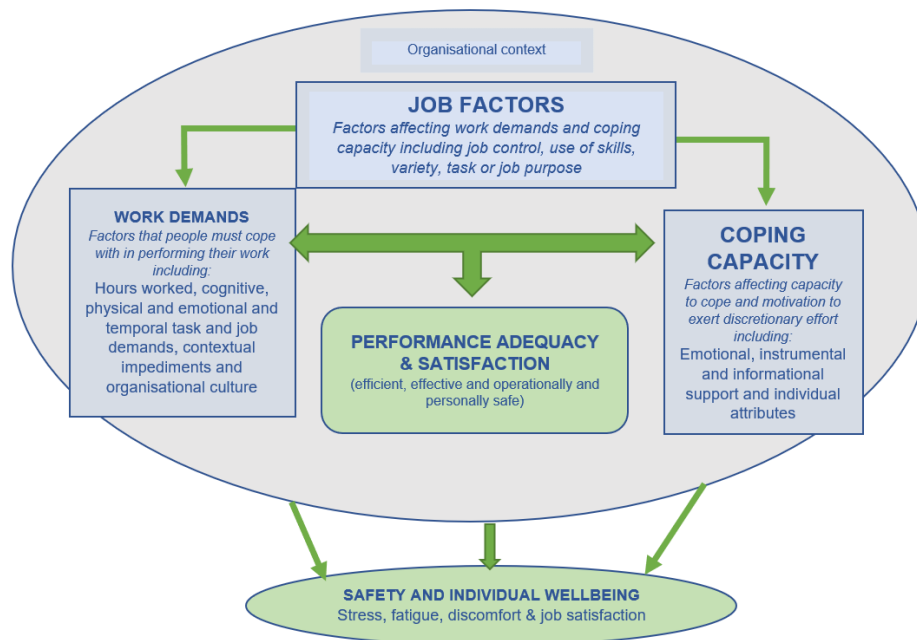 Organisational context
JOB FACTORS
Factors affecting work demands and coping
capacity including job control, use of skills,
variety, task or job purpose
WORK DEMANDS
Factors that people must cope
with in performing their work
including:
Hours worked, cognitive,
physical and emotional and
temporal task and job
demands, contextual
impediments and
organisational culture
COPING
CAPACITY
Factors affecting capacity
to cope and motivation to
exert discretionary effort
including:
Emotional, instrumental
and informational
support and individual
attributes
PERFORMANCE ADEQUACY
& SATISFACTION
(efficient, effective and operationally and
personally safe)
SAFETY AND INDIVIDUAL WELLBEING
Stress, fatigue, discomfort & job satisfaction